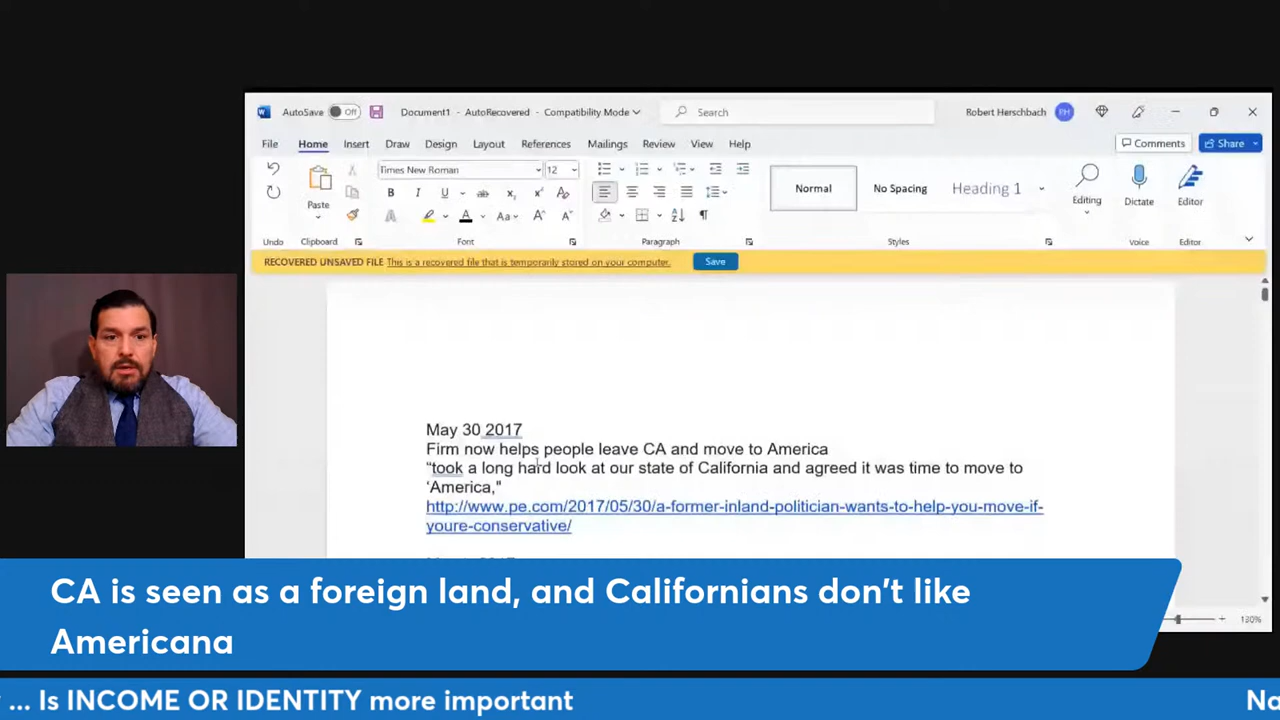 AutoSave Off Document1 - AutoRecovered - Compatibility Mode Search Robert Herschbach RH
File Home Insert Draw Design Layout References Mailings Review View Help Comments Share
Times New Roman 12
Paste Normal No Spacing Heading 1 Editing Dictate Editor
Undo Clipboard Font Paragraph Styles Voice Editor
RECOVERED UNSAVED FILE This is a recovered file that is temporarily stored on your computer. Save
May 30 2017
Firm now helps people leave CA and move to America
“took a long hard look at our state of California and agreed it was time to move to
‘America,"
http://www.pe.com/2017/05/30/a-former-inland-politician-wants-to-help-you-move-if-
youre-conservative/
130%
CA is seen as a foreign land, and Californians don’t like
Americana
... Is INCOME OR IDENTITY more important